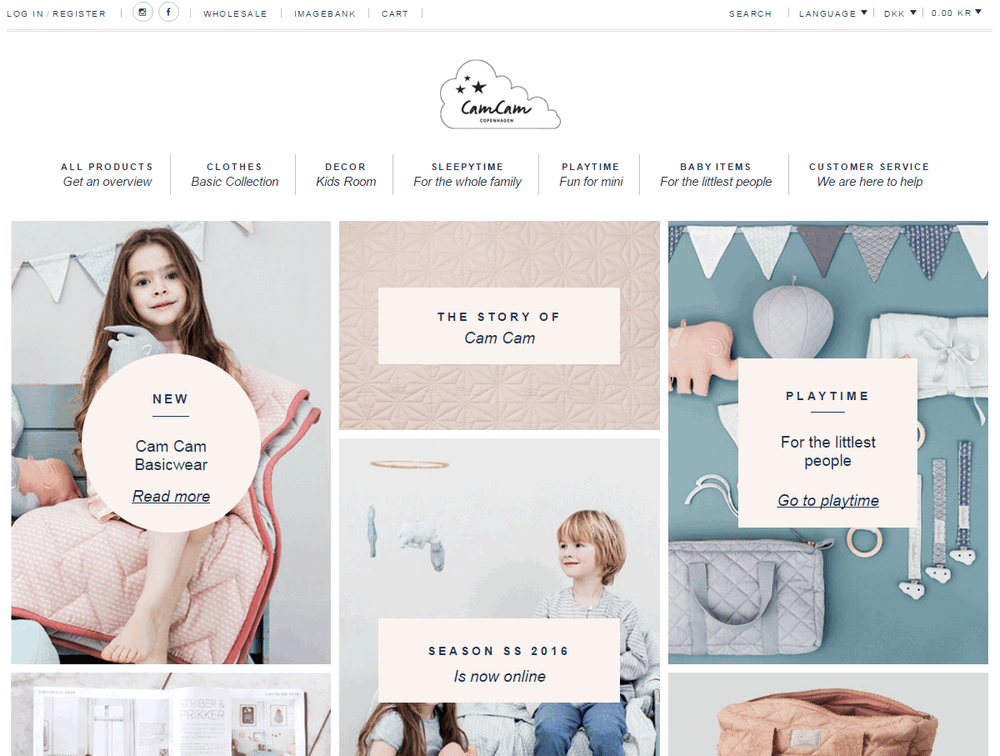 LOG IN / REGISTER
WHOLESALE
IMAGEBANK
CART
SEARCH
LANGUAGE
DKK
0.00 KR
CamCam
COPENHAGEN
ALL PRODUCTS
Get an overview
CLOTHES
Basic Collection
DECOR
Kids Room
SLEEPYTIME
For the whole family
PLAYTIME
Fun for mini
BABY ITEMS
For the littlest people
CUSTOMER SERVICE
We are here to help
NEW
Cam Cam
Basicwear
Read more
THE STORY OF
Cam Cam
PLAYTIME
For the littlest
people
Go to playtime
SEASON SS 2016
Is now online
STRIBER &
PRIKKER